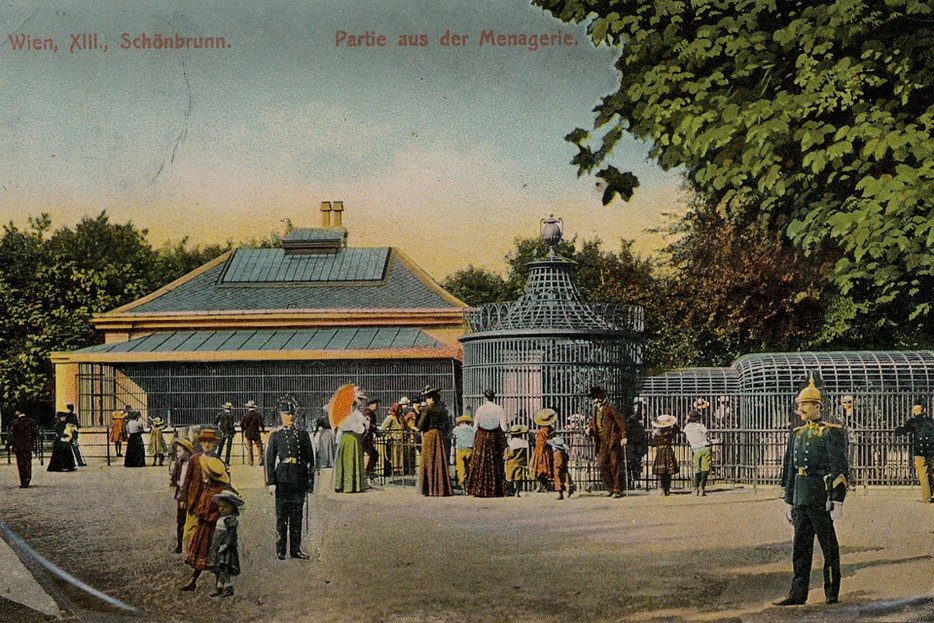 Wien, XIII., Schönbrunn. Partie aus der Menagerie.